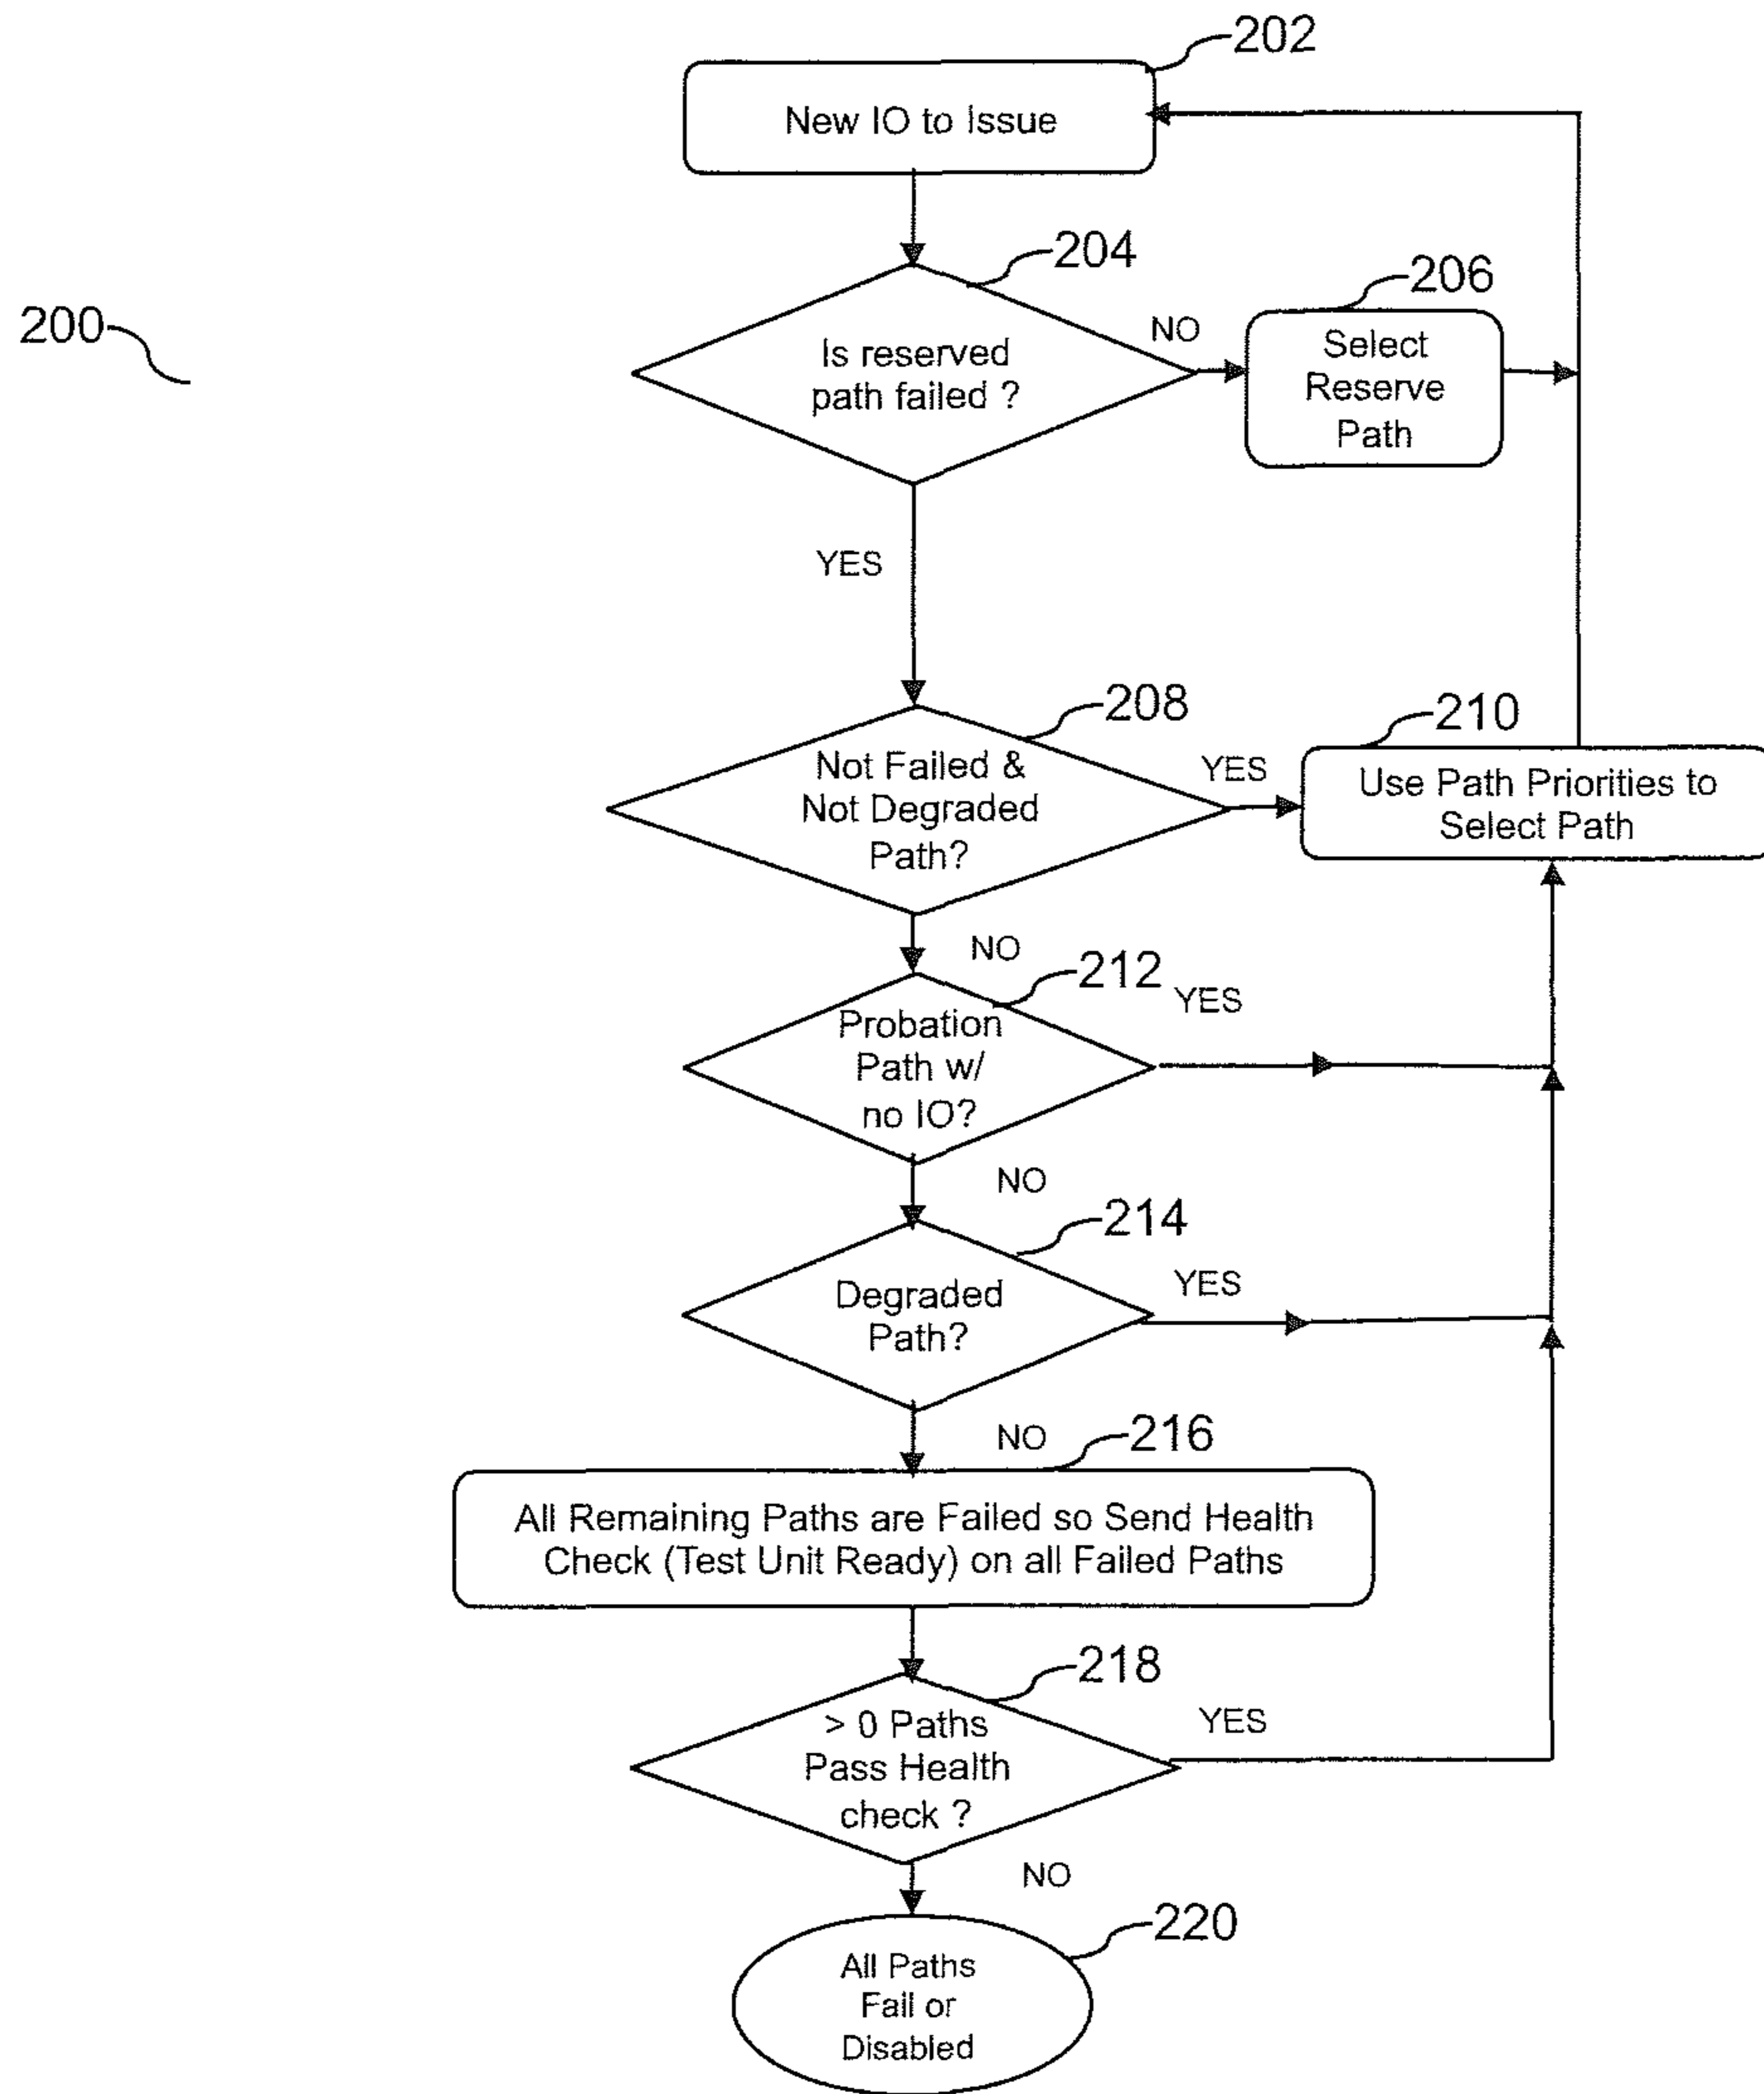 202
New IO to Issue
204
206
200
Is reserved
path failed ?
NO
Select
Reserve
Path
YES
208
210
Not Failed &
Not Degraded
Path?
YES
Use Path Priorities to
Select Path
NO
212
YES
Probation
Path w/
no IO?
NO
214
YES
Degraded
Path?
NO
216
All Remaining Paths are Failed so Send Health
Check (Test Unit Ready) on all Failed Paths
218
> 0 Paths
Pass Health
check ?
YES
NO
220
All Paths
Fail or
Disabled